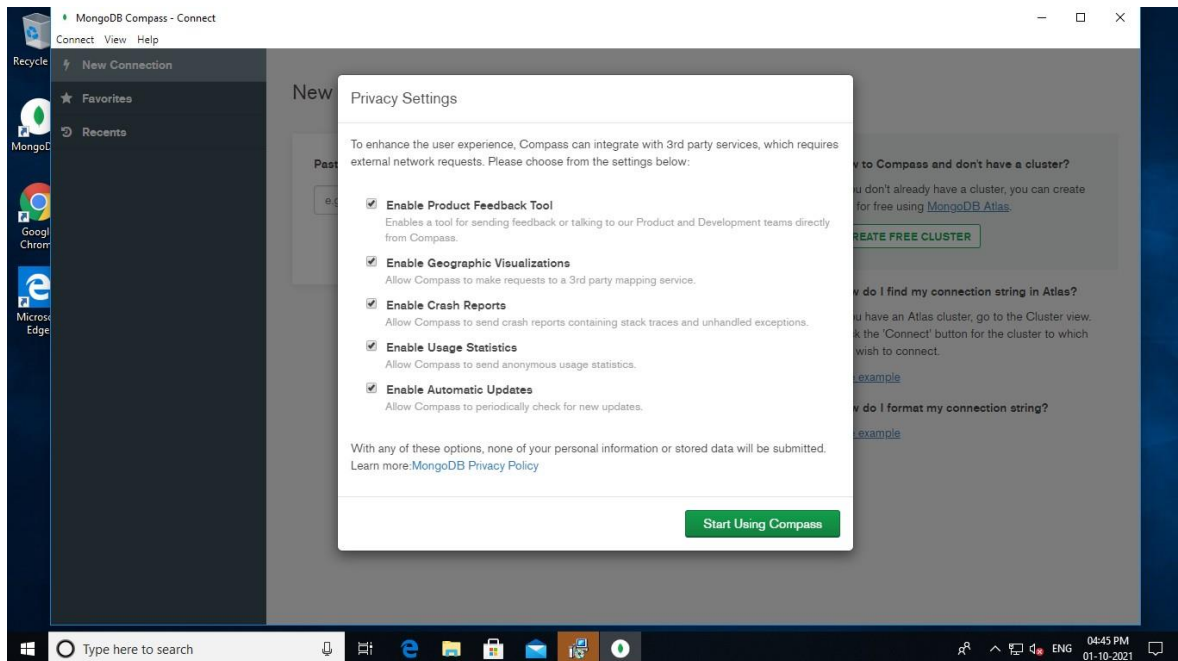 MongoDB Compass - Connect
Connect View Help
Recycle
New Connection
Favorites
Recents
Google
Chrom
Micros
Edge
New
Past
e.g
Privacy Settings
To enhance the user experience, Compass can integrate with 3rd party services, which requires
external network requests. Please choose from the settings below:
Enable Product Feedback Tool
Enables a tool for sending feedback or talking to our Product and Development teams directly
from Compass.
Enable Geographic Visualizations
Allow Compass to make requests to a 3rd party mapping service.
Enable Crash Reports
Allow Compass to send crash reports containing stack traces and unhandled exceptions.
Enable Usage Statistics
Allow Compass to send anonymous usage statistics.
Enable Automatic Updates
Allow Compass to periodically check for new updates.
With any of these options, none of your personal information or stored data will be submitted.
Learn more:MongoDB Privacy Policy
Start Using Compass
to Compass and don't have a cluster?
don't already have a cluster, you can create
for free using MongoDB Atlas.
REATE FREE CLUSTER
do I find my connection string in Atlas?
have an Atlas cluster, go to the Cluster view.
the 'Connect' button for the cluster to which
wish to connect.
example
do I format my connection string?
example
Type here to search
ENG
04:45 PM
01-10-2021